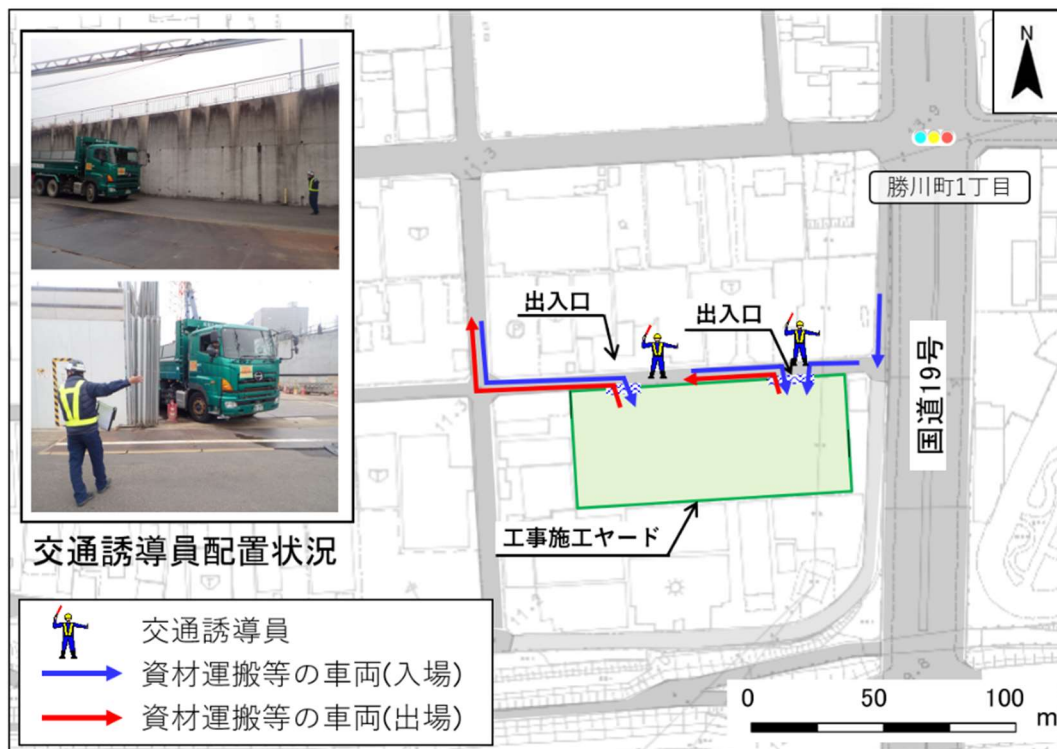 N
勝川町1丁目
出入口
出入口
国道19号
工事施工ヤード
交通誘導員配置状況
交通誘導員
資材運搬等の車両(入場)
資材運搬等の車両(出場)
0 50 100
m